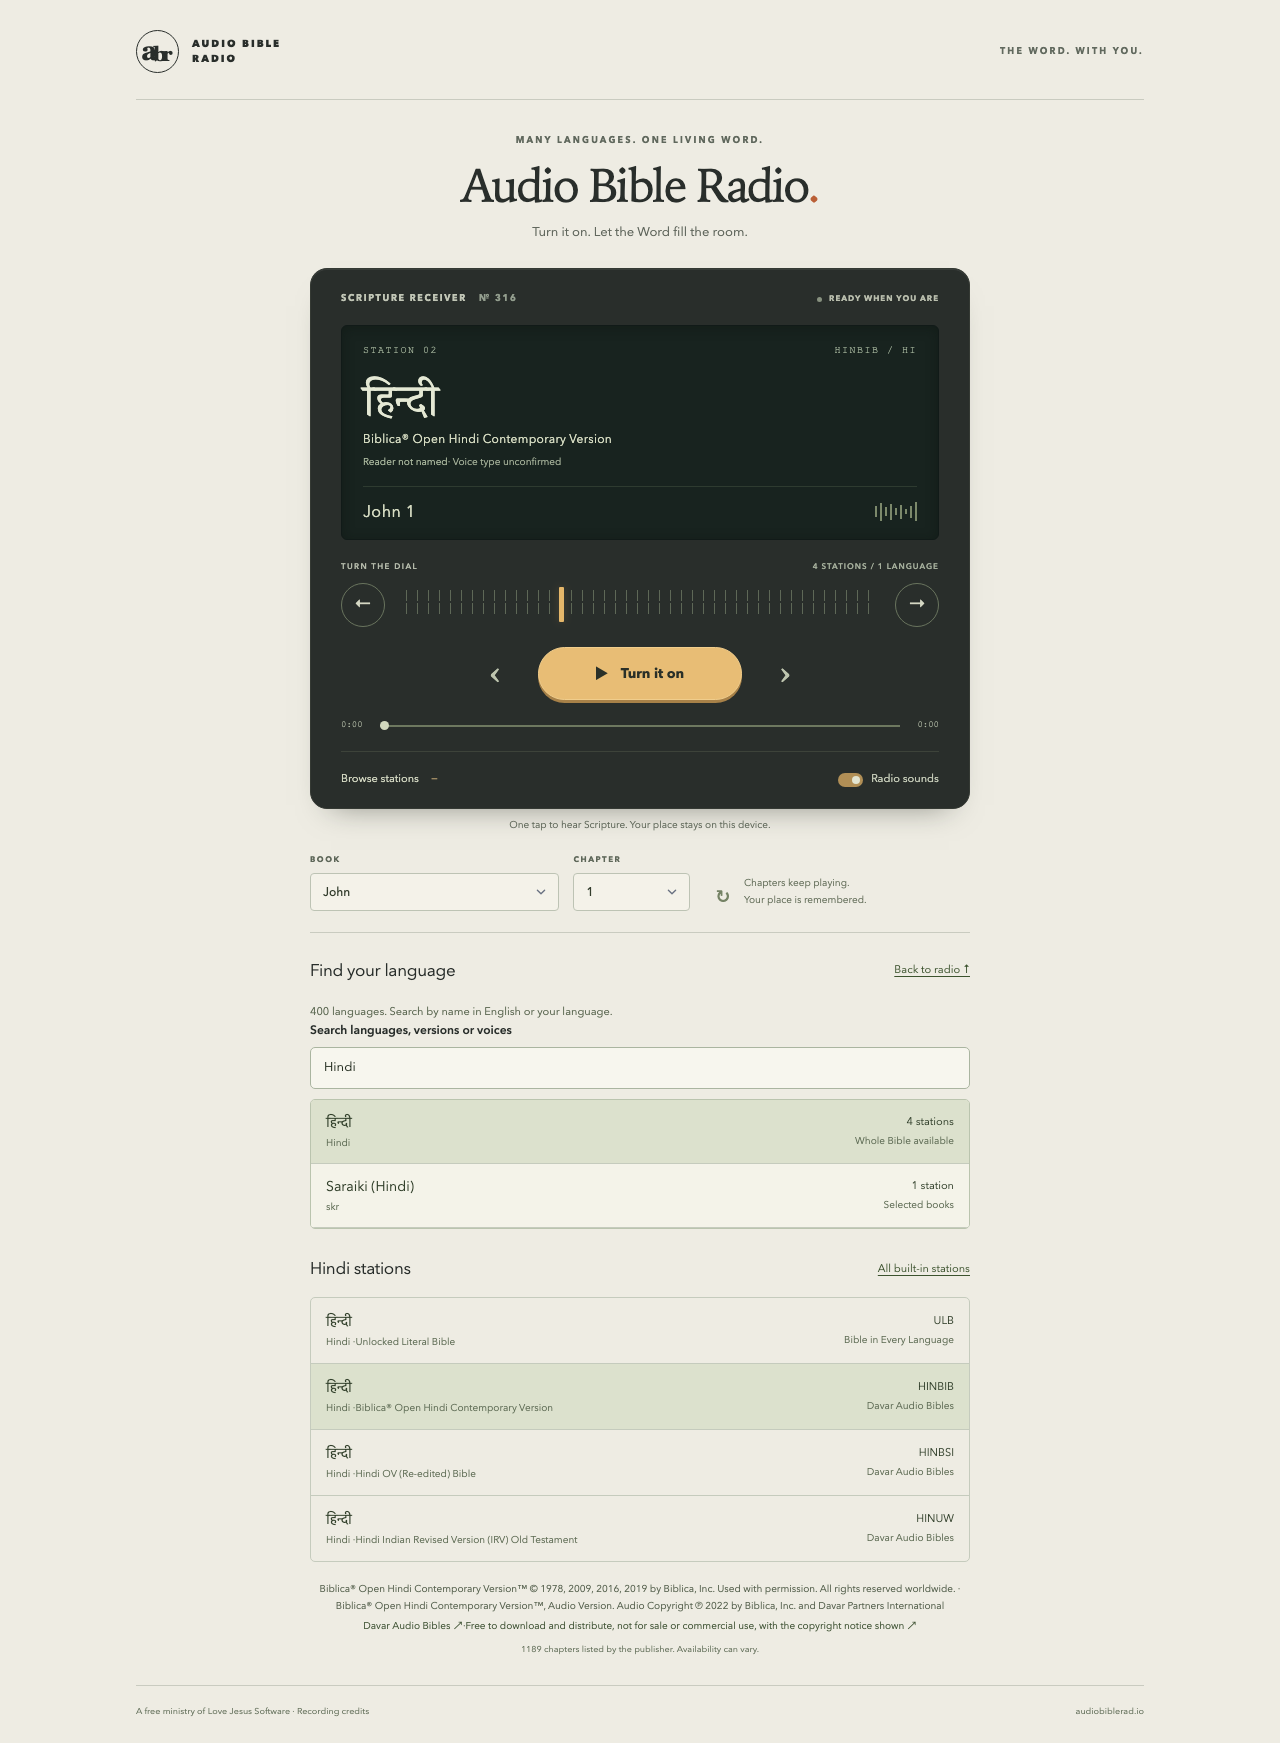 abr
AUDIO BIBLE
RADIO
THE WORD. WITH YOU.
MANY LANGUAGES. ONE LIVING WORD.
Audio Bible Radio.
Turn it on. Let the Word fill the room.
SCRIPTURE RECEIVER № 316
READY WHEN YOU ARE
STATION 02
HINBIB / HI
हिन्दी
Biblica® Open Hindi Contemporary Version
Reader not named· Voice type unconfirmed
John 1
TURN THE DIAL
4 STATIONS / 1 LANGUAGE
←
→
‹
▶ Turn it on
›
0:00
0:00
Browse stations –
Radio sounds
One tap to hear Scripture. Your place stays on this device.
BOOK
CHAPTER
John
1
↻
Chapters keep playing.
Your place is remembered.
Find your language
Back to radio ↑
400 languages. Search by name in English or your language.
Search languages, versions or voices
Hindi
हिन्दी
4 stations
Hindi
Whole Bible available
Saraiki (Hindi)
1 station
skr
Selected books
Hindi stations
All built-in stations
हिन्दी
ULB
Hindi ·Unlocked Literal Bible
Bible in Every Language
हिन्दी
HINBIB
Hindi ·Biblica® Open Hindi Contemporary Version
Davar Audio Bibles
हिन्दी
HINBSI
Hindi ·Hindi OV (Re-edited) Bible
Davar Audio Bibles
हिन्दी
HINUW
Hindi ·Hindi Indian Revised Version (IRV) Old Testament
Davar Audio Bibles
Biblica® Open Hindi Contemporary Version™ © 1978, 2009, 2016, 2019 by Biblica, Inc. Used with permission. All rights reserved worldwide. ·
Biblica® Open Hindi Contemporary Version™, Audio Version. Audio Copyright ℗ 2022 by Biblica, Inc. and Davar Partners International
Davar Audio Bibles ↗·Free to download and distribute, not for sale or commercial use, with the copyright notice shown ↗
1189 chapters listed by the publisher. Availability can vary.
A free ministry of Love Jesus Software · Recording credits
audiobiblerad.io